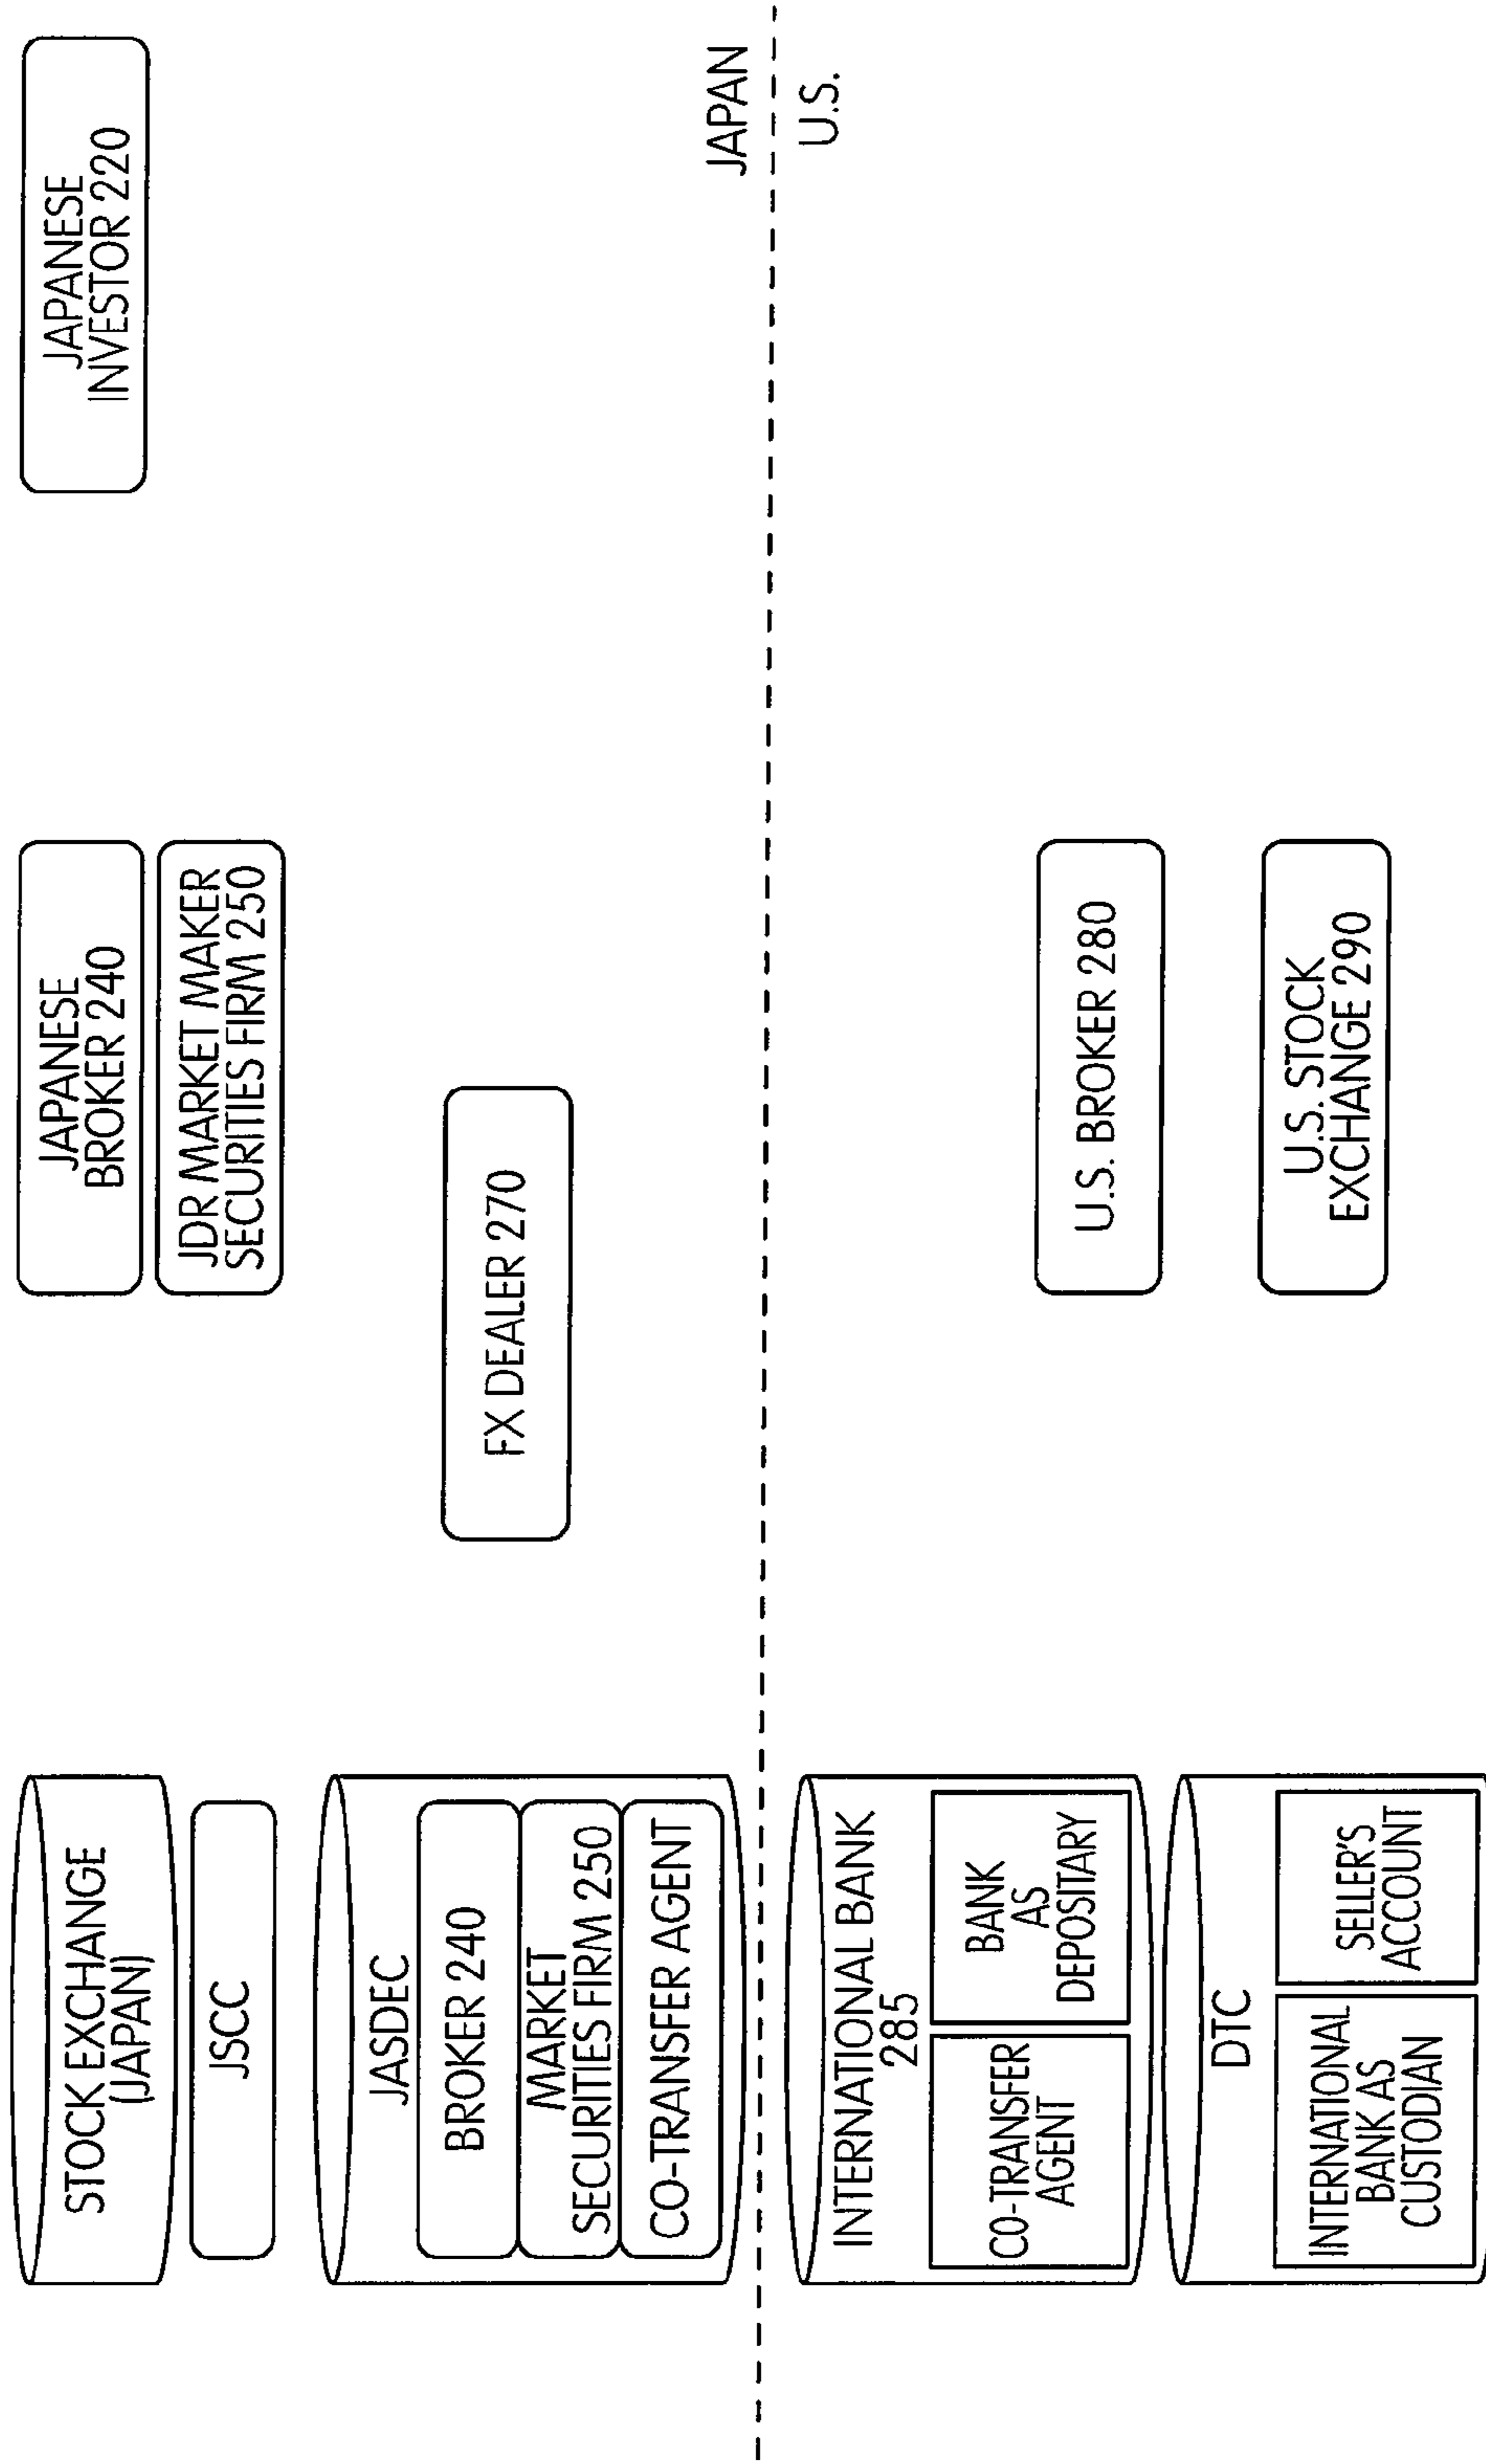 STOCK EXCHANGE
(JAPAN)
JSCC
JASDEC
BROKER 240
MARKET
SECURITIES FIRM 250
CO-TRANSFER AGENT
JAPANESE
BROKER 240
JDR MARKET MAKER
SECURITIES FIRM 250
FX DEALER 270
JAPANESE
INVESTOR 220
JAPAN
U.S.
INTERNATIONAL BANK
285
CO-TRANSFER
AGENT
BANK
AS
DEPOSITARY
DTC
INTERNATIONAL
BANK AS
CUSTODIAN
SELLER'S
ACCOUNT
U.S. BROKER 280
U.S. STOCK
EXCHANGE 290